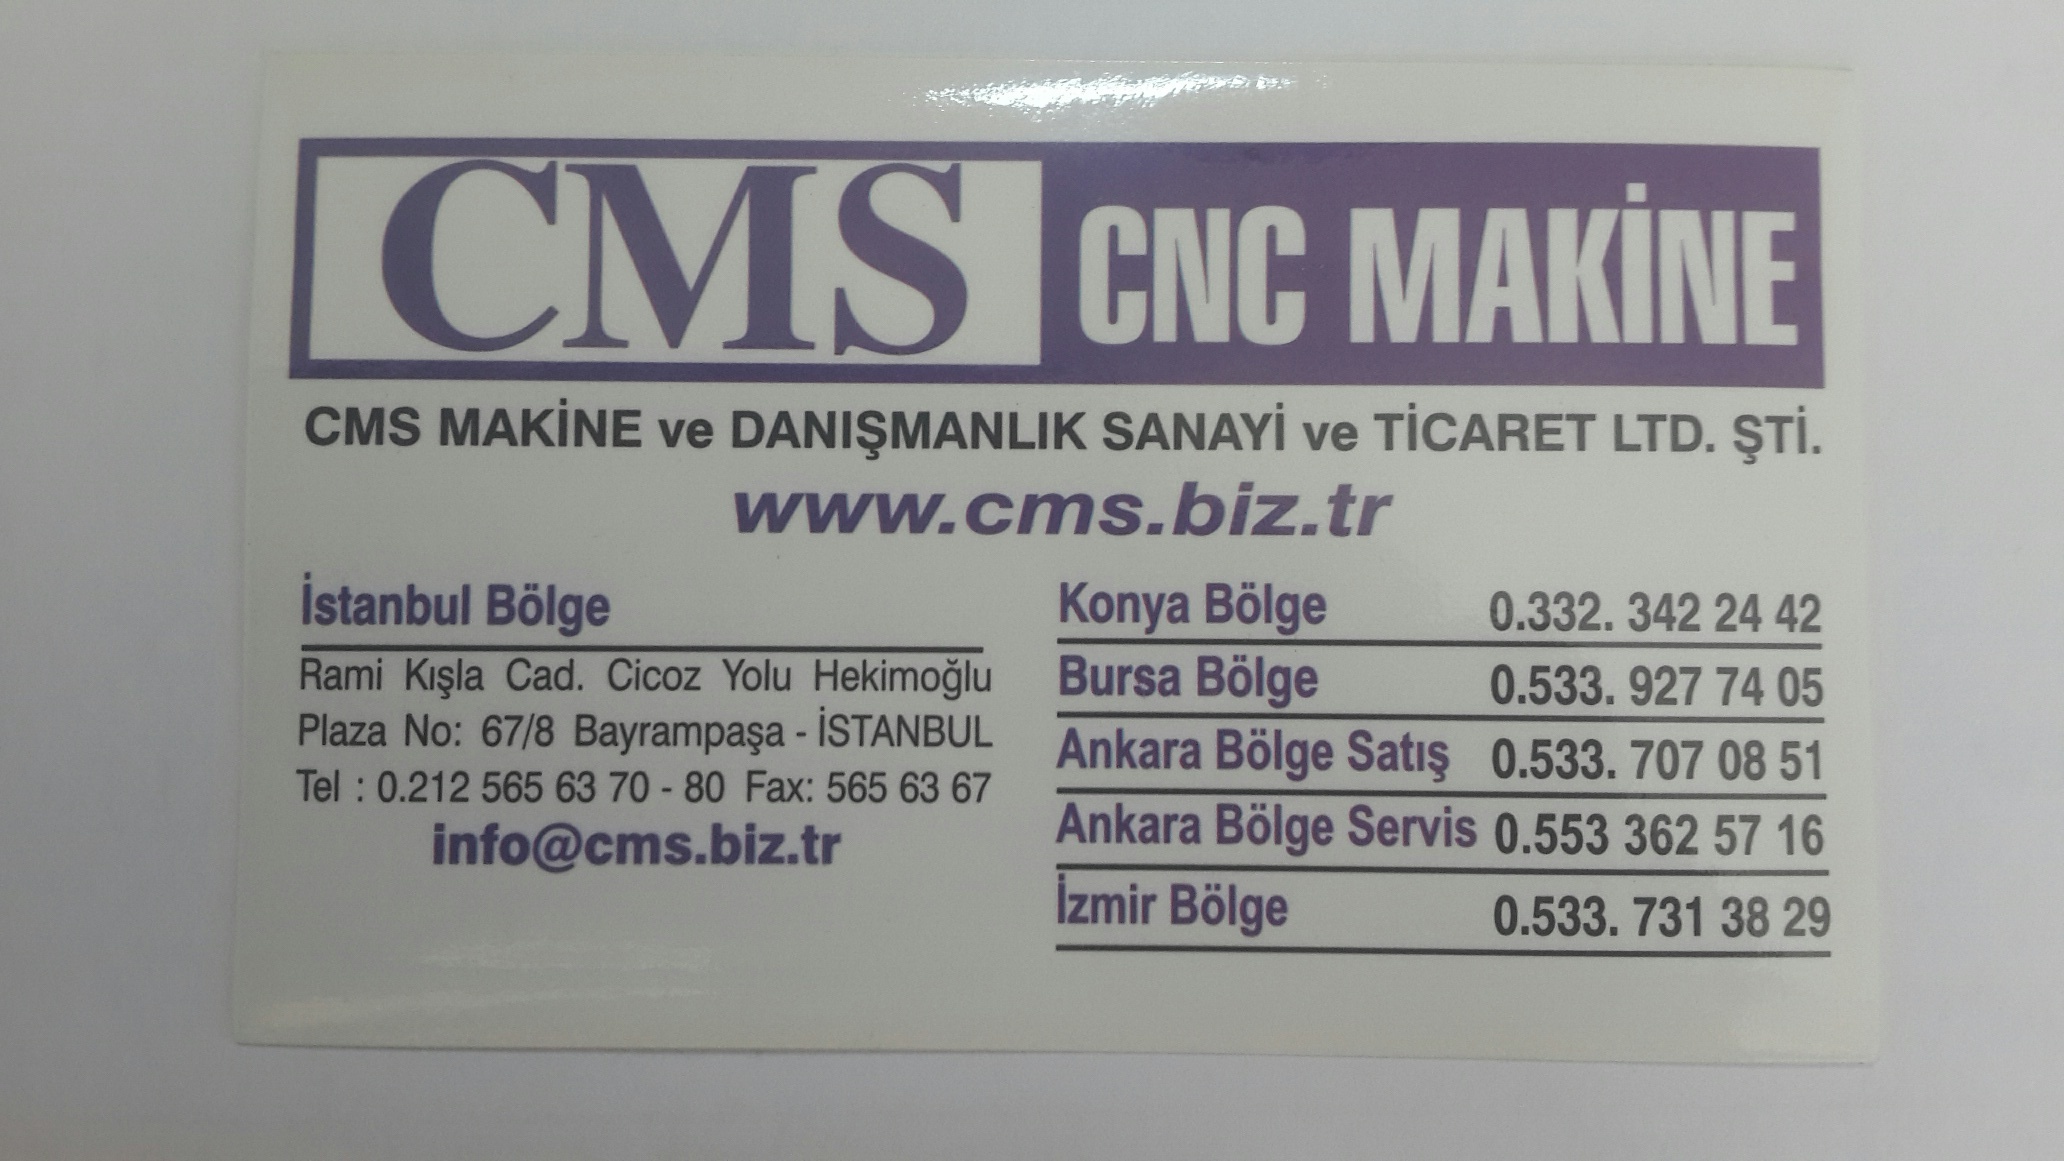 CMS CNC MAKİNE
CMS MAKİNE ve DANIŞMANLIK SANAYİ ve TİCARET LTD. ŞTİ.
www.cms.biz.tr
İstanbul Bölge
Rami Kışla Cad. Cicoz Yolu Hekimoğlu
Plaza No: 67/8 Bayrampaşa - İSTANBUL
Tel : 0.212 565 63 70 - 80 Fax: 565 63 67
info@cms.biz.tr
Konya Bölge 0.332. 342 24 42
Bursa Bölge 0.533. 927 74 05
Ankara Bölge Satış 0.533. 707 08 51
Ankara Bölge Servis 0.553 362 57 16
İzmir Bölge 0.533. 731 38 29